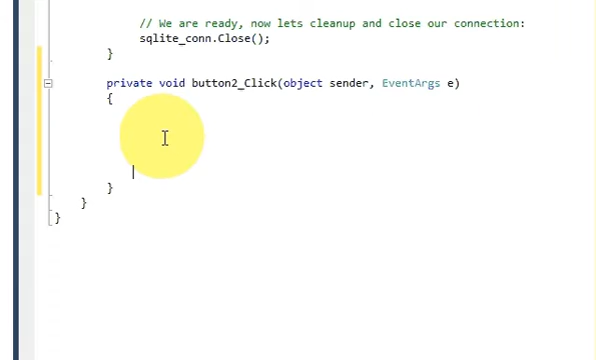 // We are ready, now lets cleanup and close our connection:
sqlite_conn.Close();
}
private void button2_Click(object sender, EventArgs e)
{
}
}
}